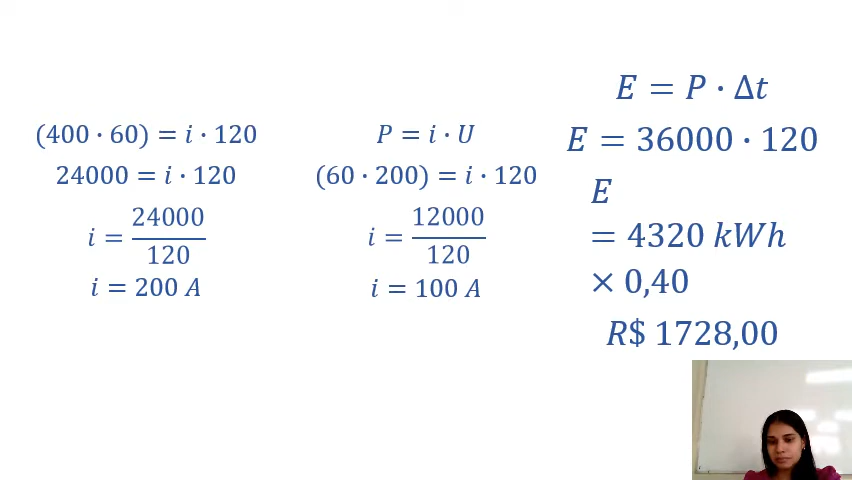 (400 · 60) = i · 120
24000 = i · 120
i = 24000/120
i = 200 A
P = i · U
(60 · 200) = i · 120
i = 12000/120
i = 100 A
E = P · Δt
E = 36000 · 120
E
= 4320 kWh
× 0,40
R$ 1728,00